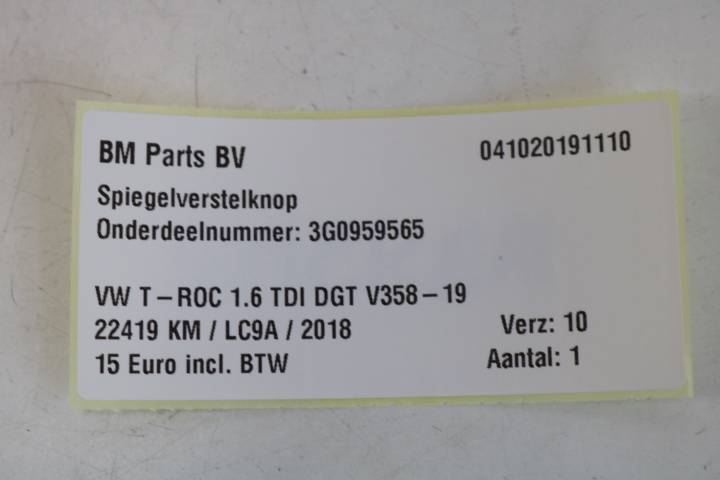 BM Parts BV 041020191110
Spiegelverstelknop
Onderdeelnummer: 3G0959565
VW T-ROC 1.6 TDI DGT V358-19
22419 KM / LC9A / 2018 Verz: 10
15 Euro incl. BTW Aantal: 1